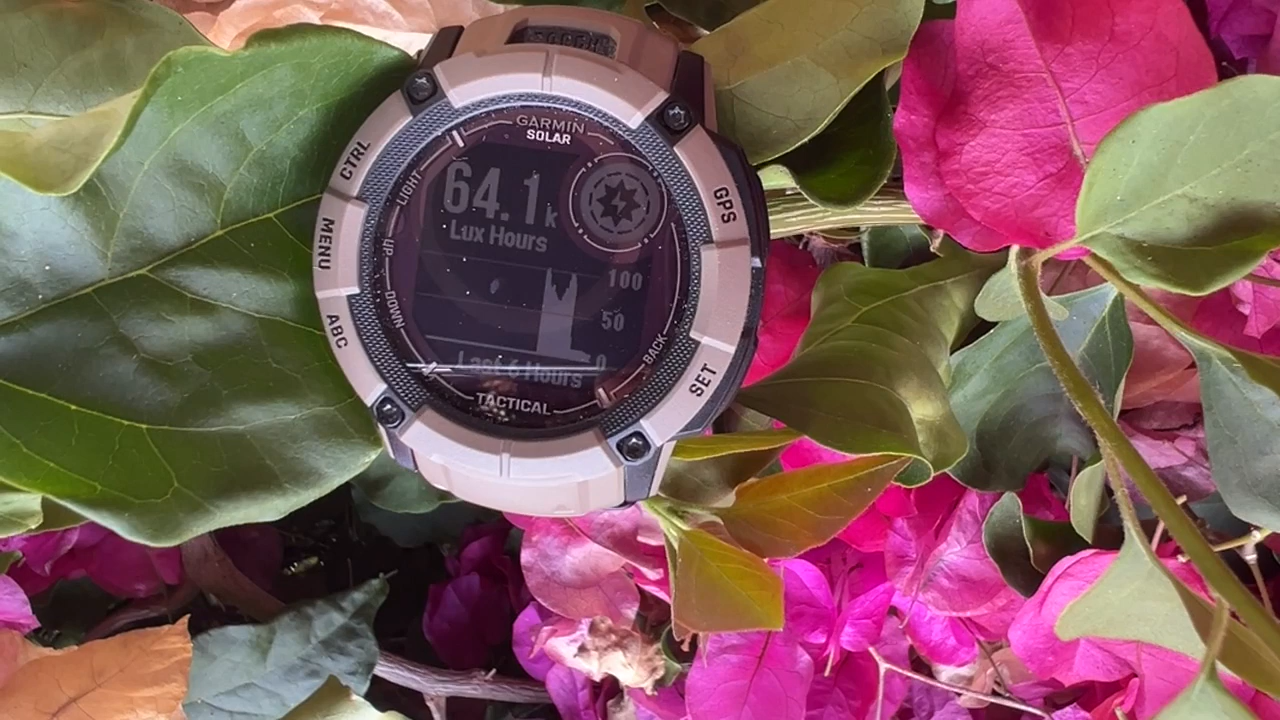 GARMIN
SOLAR
CTRL
LIGHT
GPS
64.1k
Lux Hours
MENU
UP
100
DOWN
50
ABC
BACK
0
Last 6 Hours
SET
TACTICAL